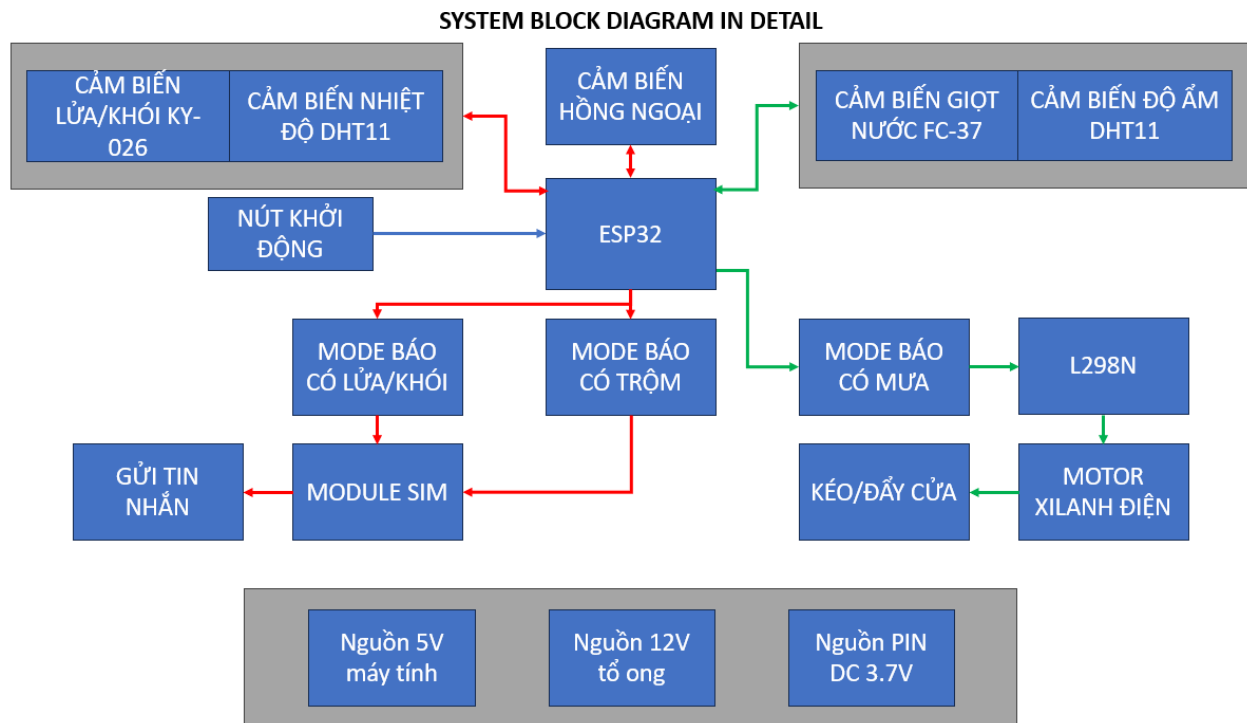 SYSTEM BLOCK DIAGRAM IN DETAIL
CẢM BIẾN
LỬA/KHÓI KY-
026
CẢM BIẾN NHIỆT
ĐỘ DHT11
CẢM BIẾN
HỒNG NGOẠI
CẢM BIẾN GIỌT
NƯỚC FC-37
CẢM BIẾN ĐỘ ẨM
DHT11
NÚT KHỞI
ĐỘNG
ESP32
MODE BÁO
CÓ LỬA/KHÓI
MODE BÁO
CÓ TRỘM
MODE BÁO
CÓ MƯA
L298N
GỬI TIN
NHẮN
MODULE SIM
KÉO/ĐẨY CỬA
MOTOR
XILANH ĐIỆN
Nguồn 5V
máy tính
Nguồn 12V
tổ ong
Nguồn PIN
DC 3.7V